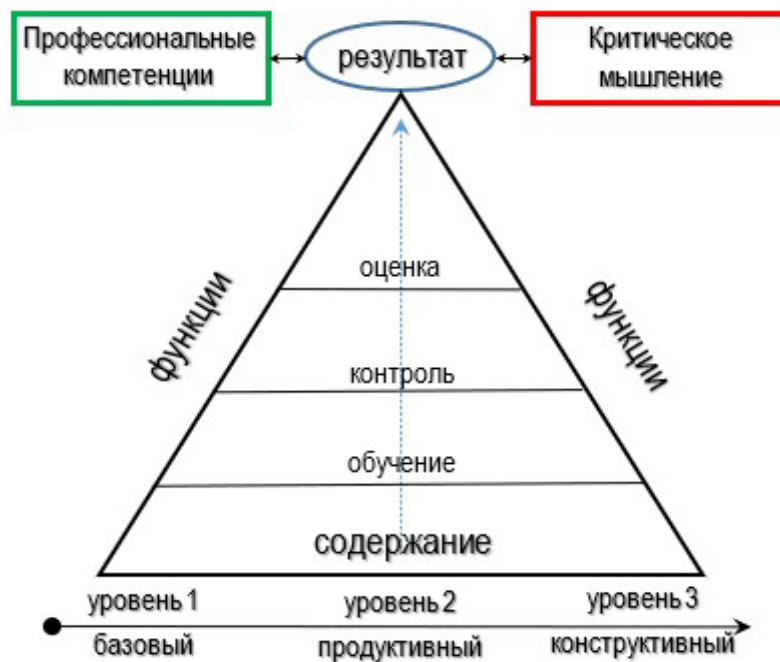 Профессиональные
компетенции
результат
Критическое
мышление
оценка
функции
функции
контроль
обучение
содержание
уровень 1
уровень 2
уровень 3
базовый
продуктивный
конструктивный